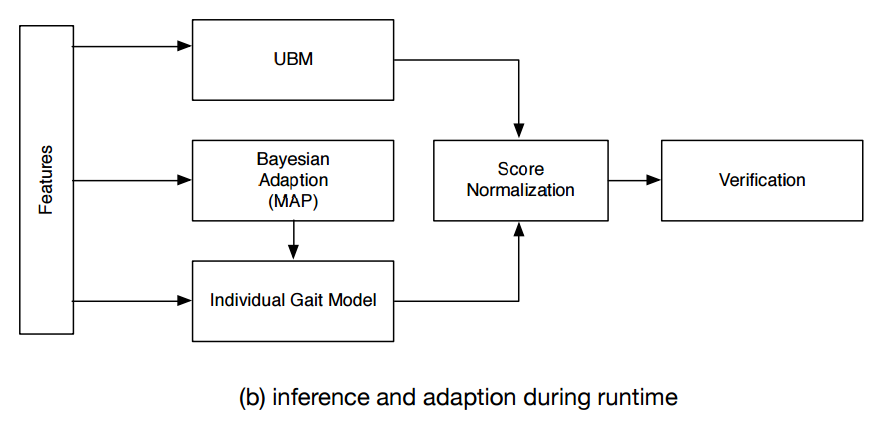 Features
UBM
Bayesian
Adaption
(MAP)
Individual Gait Model
Score
Normalization
Verification
(b) inference and adaption during runtime